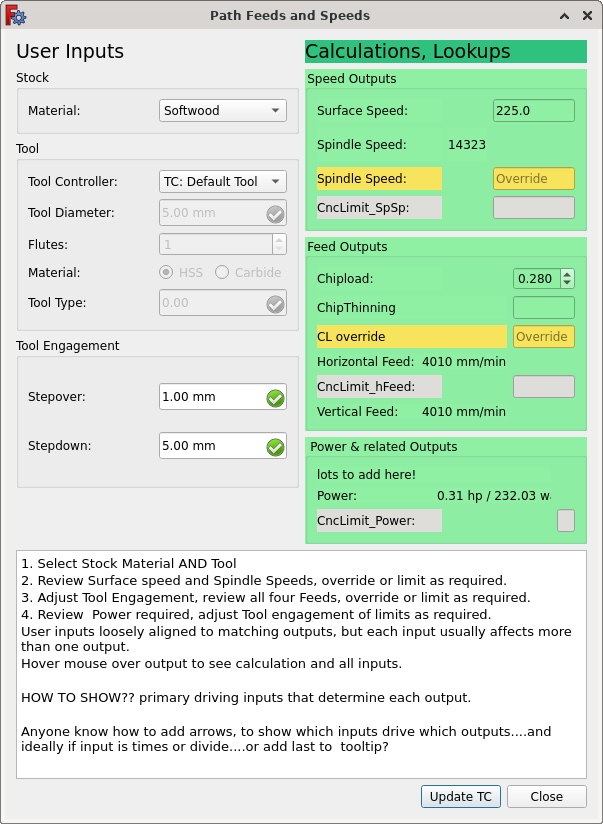 Path Feeds and Speeds
User Inputs
Stock
Material: Softwood
Tool
Tool Controller: TC: Default Tool
Tool Diameter: 5.00 mm
Flutes: 1
Material: HSS Carbide
Tool Type: 0.00
Tool Engagement
Stepover: 1.00 mm
Stepdown: 5.00 mm
Calculations, Lookups
Speed Outputs
Surface Speed: 225.0
Spindle Speed: 14323
Spindle Speed: Override
CncLimit_SpSp:
Feed Outputs
Chipload: 0.280
ChipThinning
CL override Override
Horizontal Feed: 4010 mm/min
CncLimit_hFeed:
Vertical Feed: 4010 mm/min
Power & related Outputs
lots to add here!
Power: 0.31 hp / 232.03
CncLimit_Power:
1. Select Stock Material AND Tool
2. Review Surface speed and Spindle Speeds, override or limit as required.
3. Adjust Tool Engagement, review all four Feeds, override or limit as required.
4. Review  Power required, adjust Tool engagement of limits as required.
User inputs loosely aligned to matching outputs, but each input usually affects more
than one output.
Hover mouse over output to see calculation and all inputs.
HOW TO SHOW?? primary driving inputs that determine each output.
Anyone know how to add arrows, to show which inputs drive which outputs....and
ideally if input is times or divide....or add last to  tooltip?
Update TC
Close